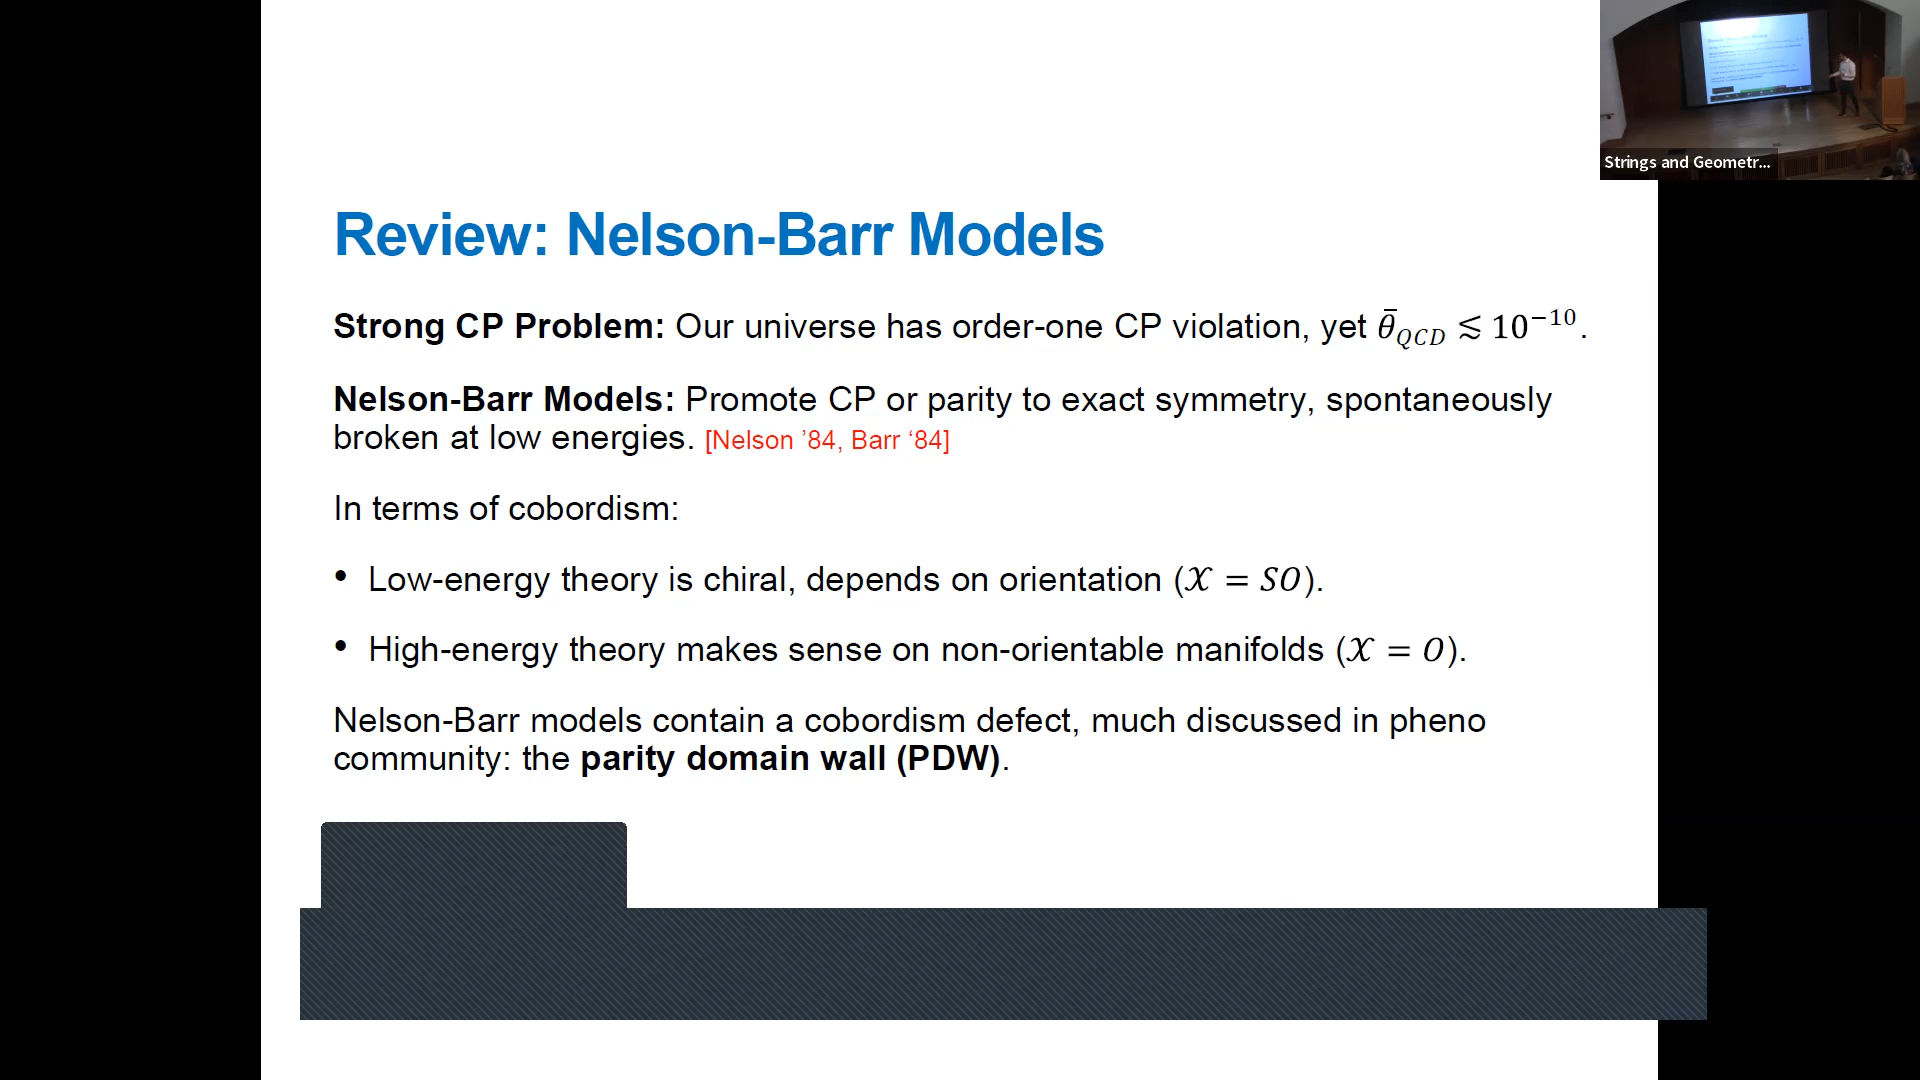 Strings and Geometr...
Review: Nelson-Barr Models
Strong CP Problem: Our universe has order-one CP violation, yet θ̄_QCD ≲ 10⁻¹⁰.
Nelson-Barr Models: Promote CP or parity to exact symmetry, spontaneously
broken at low energies. [Nelson ’84, Barr ‘84]
In terms of cobordism:
• Low-energy theory is chiral, depends on orientation (𝒳 = SO).
• High-energy theory makes sense on non-orientable manifolds (𝒳 = O).
Nelson-Barr models contain a cobordism defect, much discussed in pheno
community: the parity domain wall (PDW).